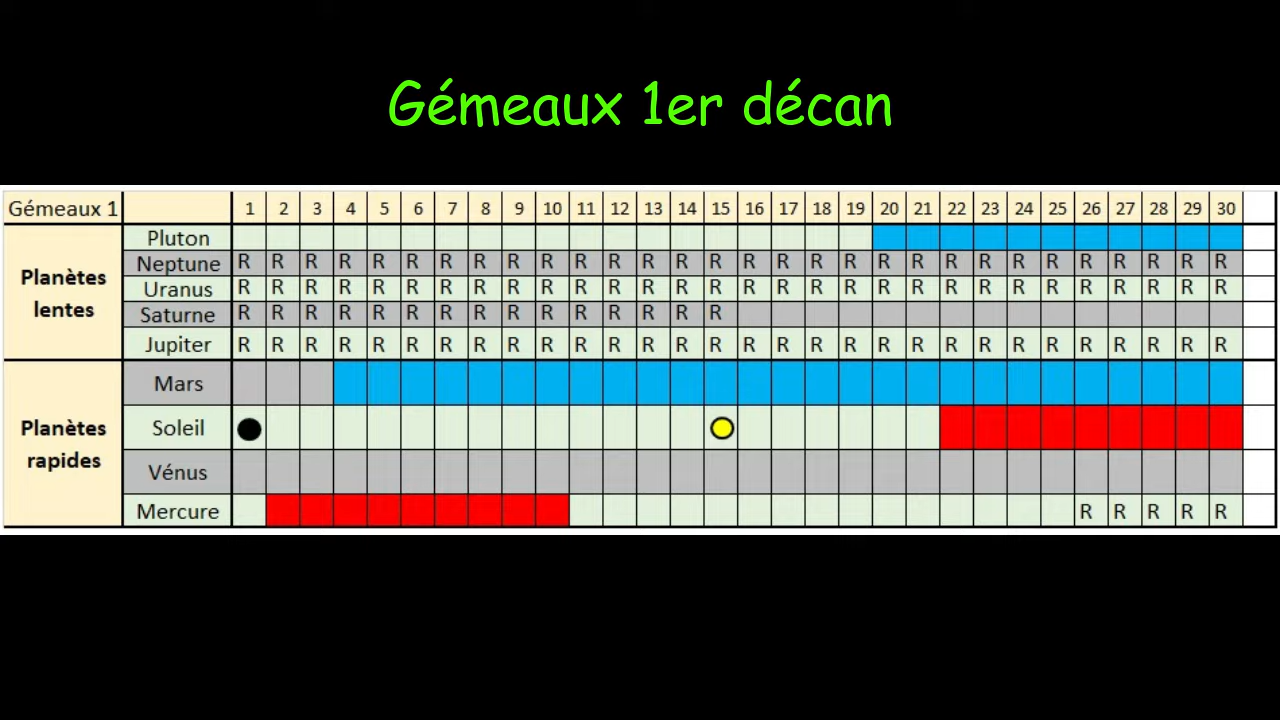 Gémeaux 1er décan
Gémeaux 1 1 2 3 4 5 6 7 8 9 10 11 12 13 14 15 16 17 18 19 20 21 22 23 24 25 26 27 28 29 30
Planètes lentes
Pluton
Neptune R R R R R R R R R R R R R R R R R R R R R R R R R R R R R R
Uranus R R R R R R R R R R R R R R R R R R R R R R R R R R R R R R
Saturne R R R R R R R R R R R R R R R
Jupiter R R R R R R R R R R R R R R R R R R R R R R R R R R R R R R
Planètes rapides
Mars
Soleil
Vénus
Mercure R R R R R